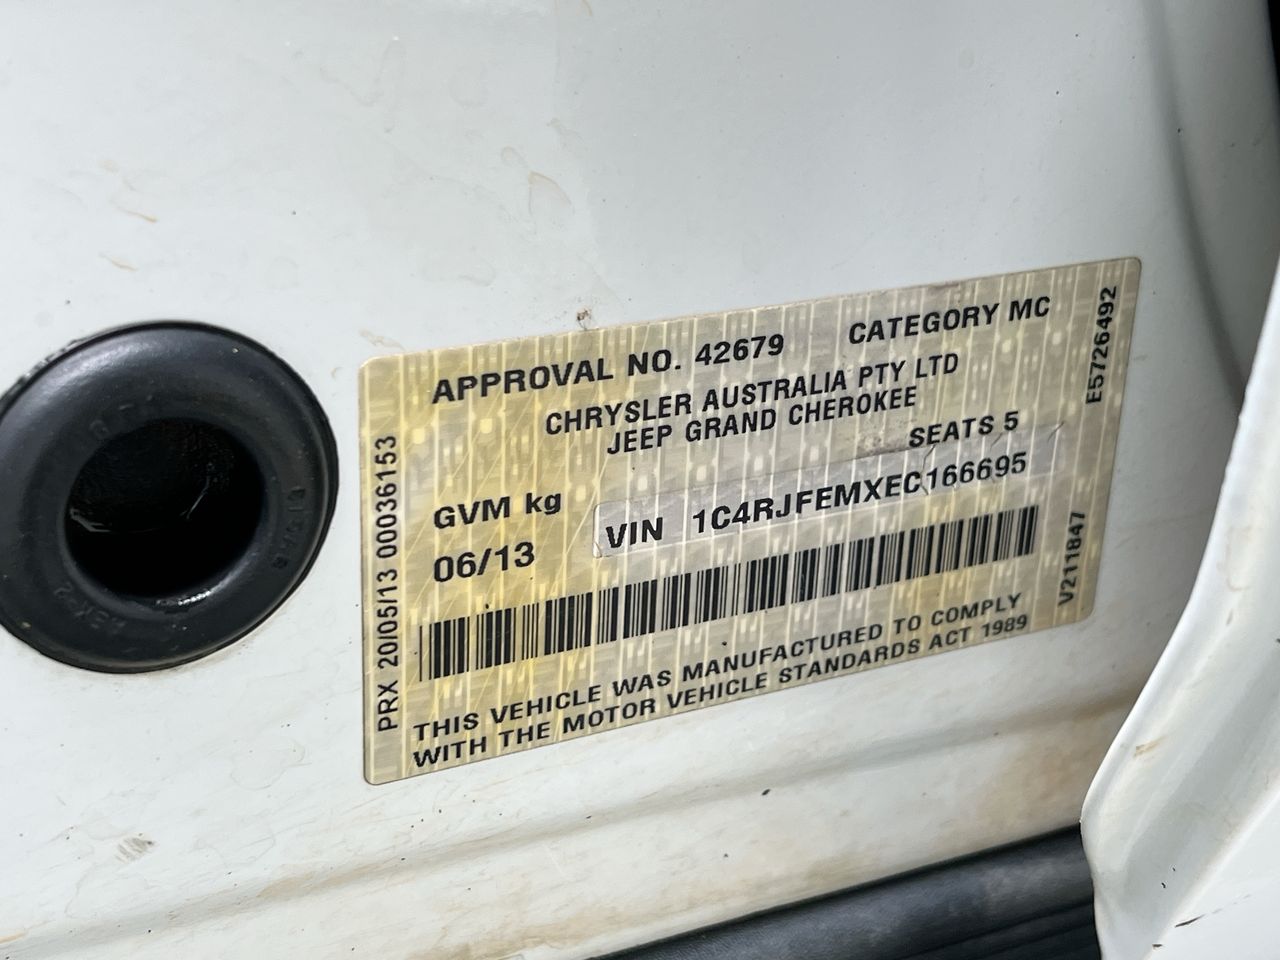 APPROVAL NO. 42679 CATEGORY MC
CHRYSLER AUSTRALIA PTY LTD
JEEP GRAND CHEROKEE
SEATS 5
GVM kg
VIN 1C4RJFEMXEC166695
06/13
THIS VEHICLE WAS MANUFACTURED TO COMPLY
WITH THE MOTOR VEHICLE STANDARDS ACT 1989
PRX 20/05/13 00036153
E5726492
V211847